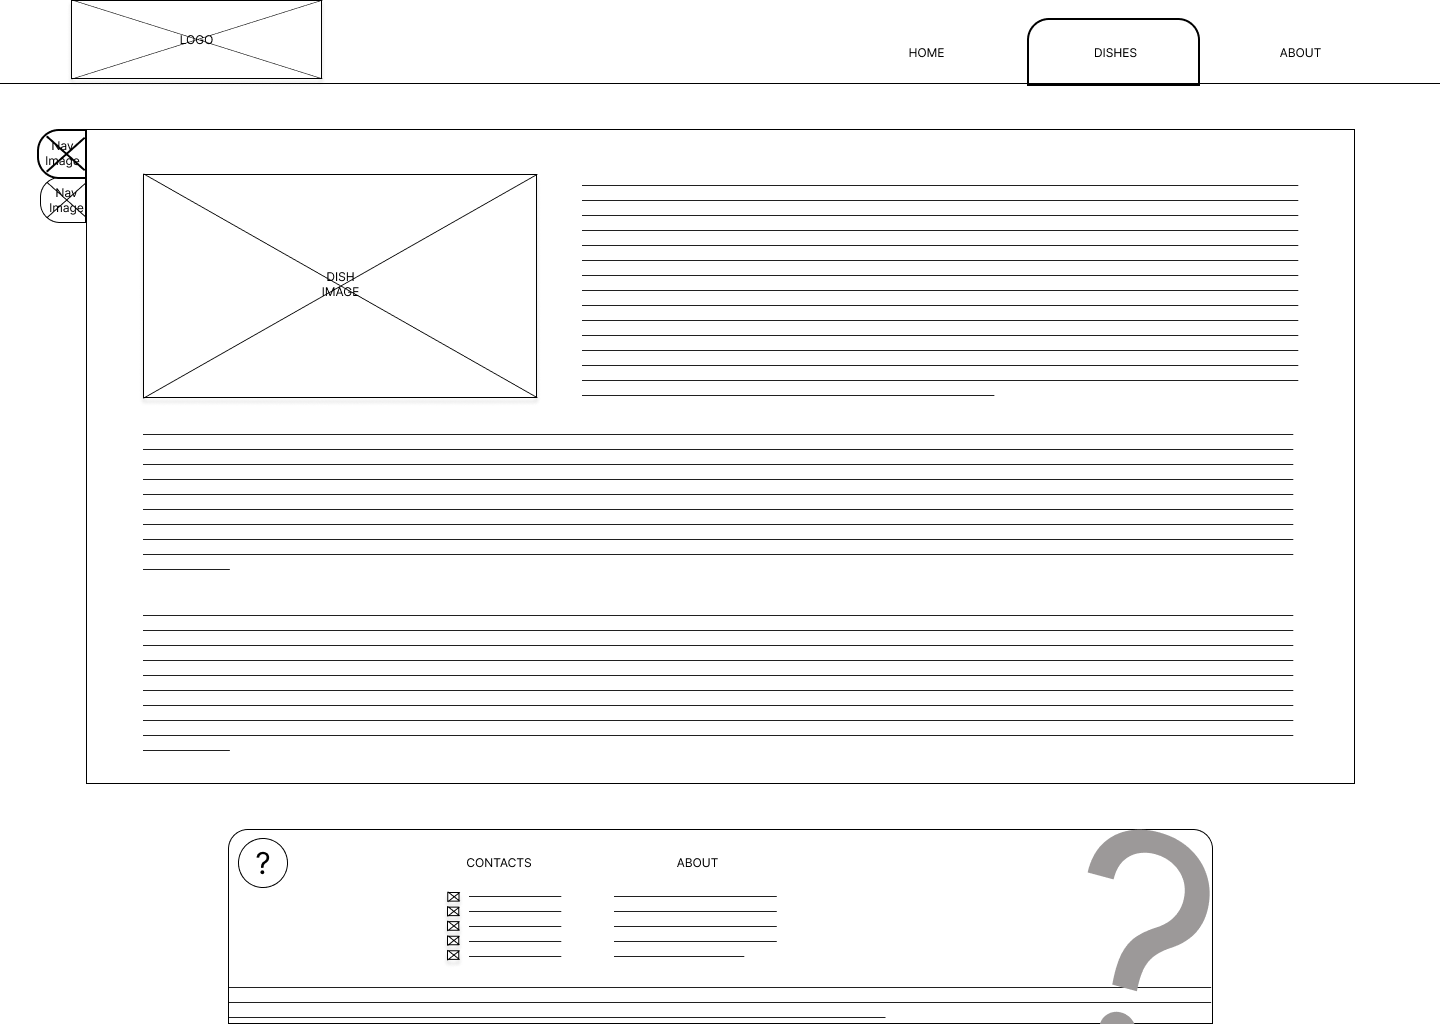 LOGO
HOME
DISHES
ABOUT
Nav
Image
Nav
Image
DISH
IMAGE
?
CONTACTS
ABOUT
?